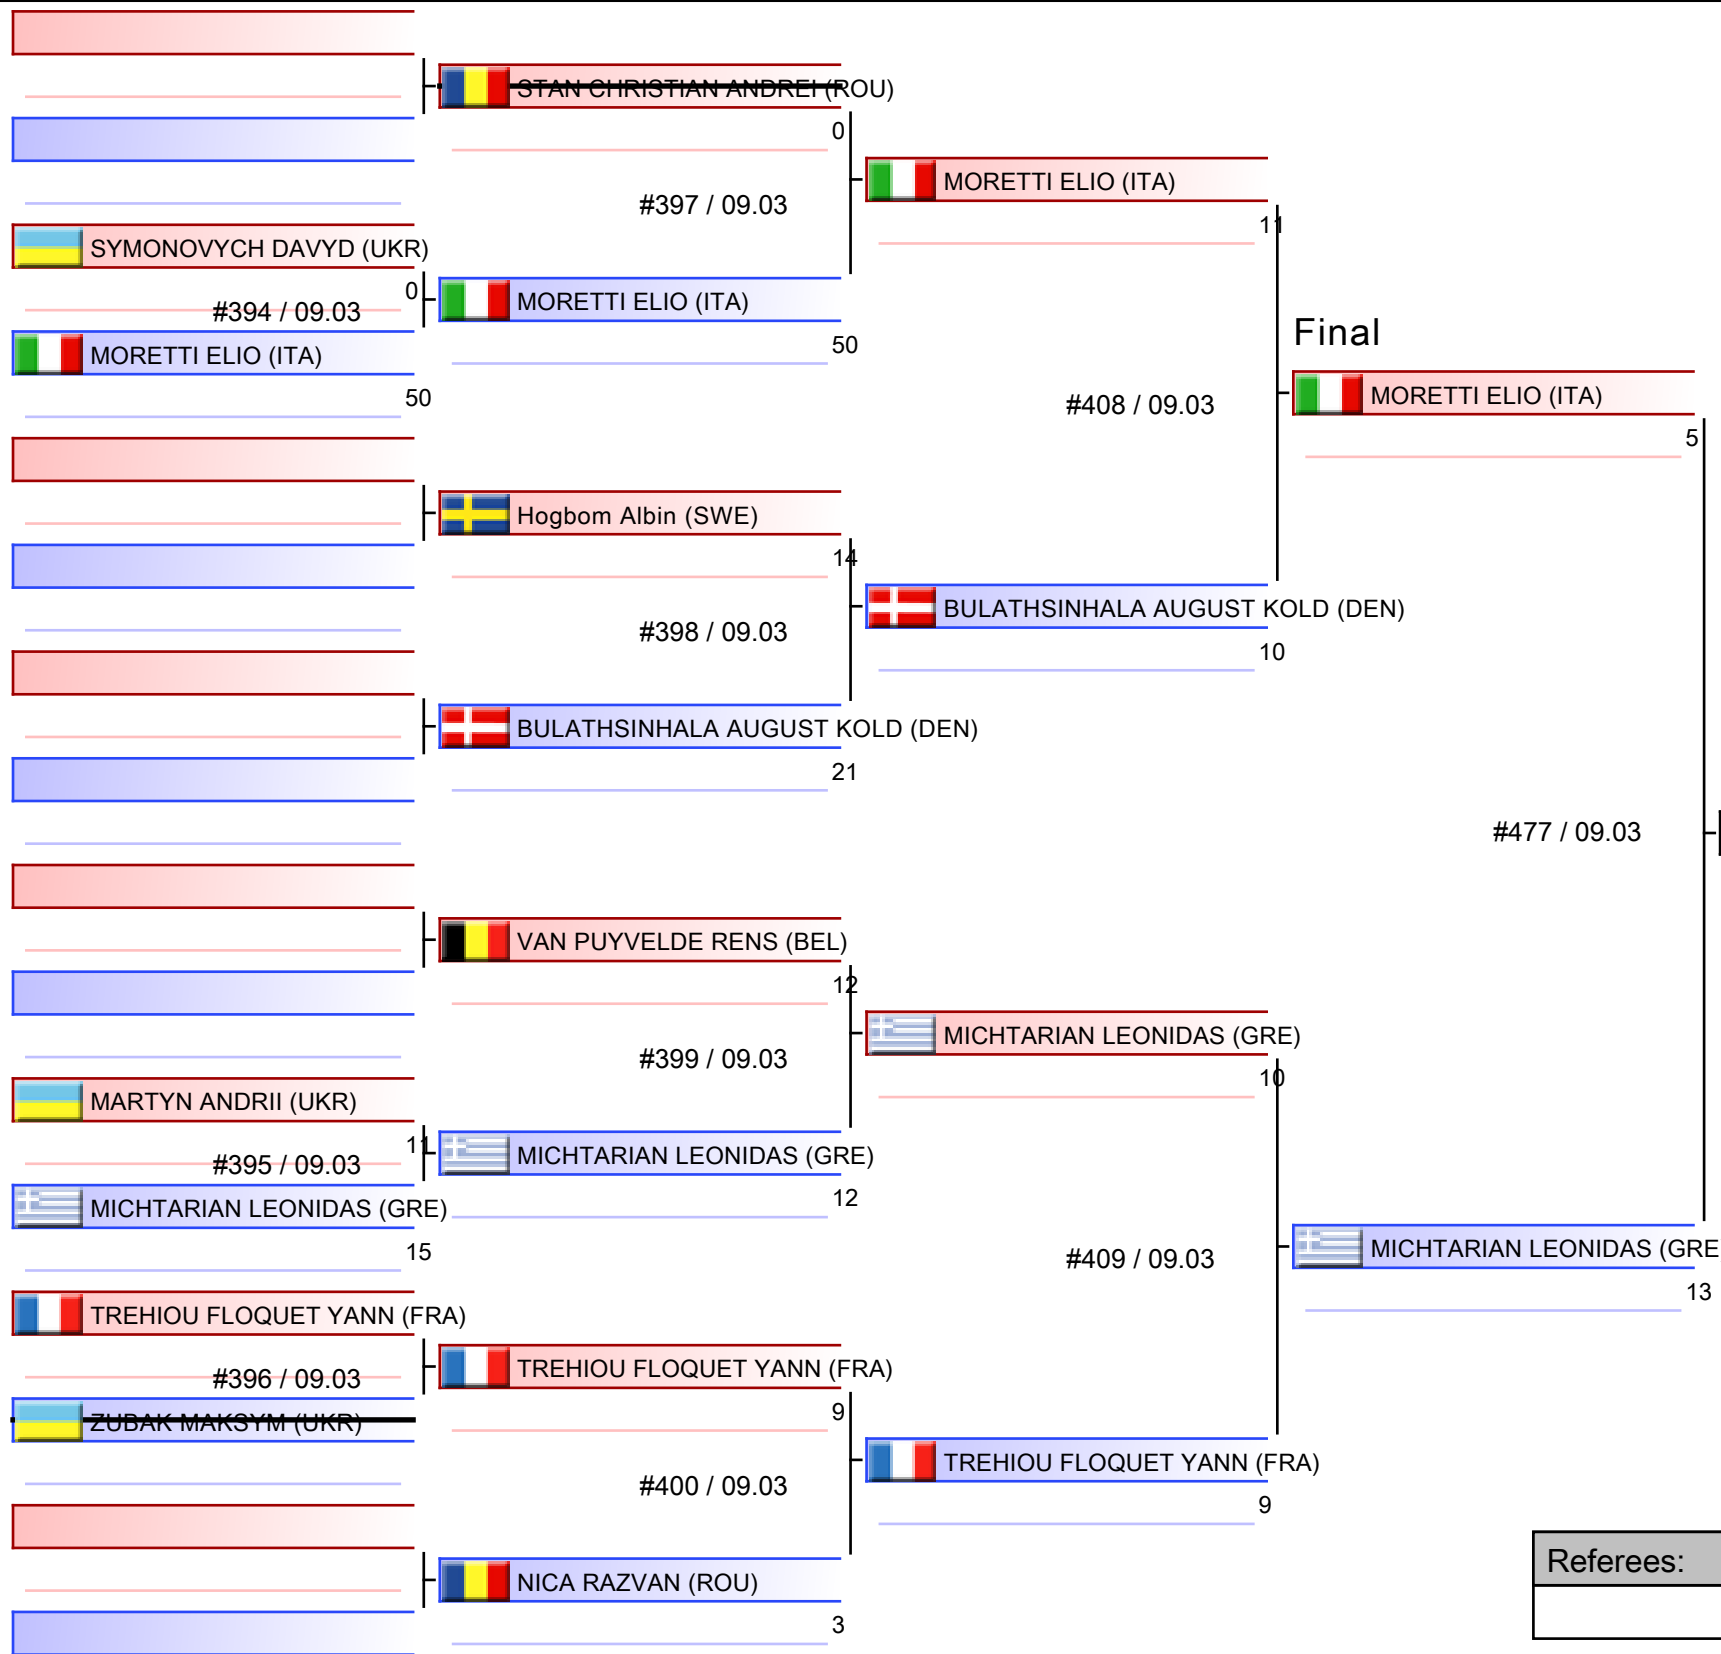 STAN CHRISTIAN ANDREI (ROU)
0
#397 / 09.03
MORETTI ELIO (ITA)
11
SYMONOVYCH DAVYD (UKR)
0
#394 / 09.03
MORETTI ELIO (ITA)
50
MORETTI ELIO (ITA)
50
Final
MORETTI ELIO (ITA)
5
#408 / 09.03
Hogbom Albin (SWE)
14
#398 / 09.03
BULATHSINHALA AUGUST KOLD (DEN)
10
BULATHSINHALA AUGUST KOLD (DEN)
21
#477 / 09.03
VAN PUYVELDE RENS (BEL)
12
#399 / 09.03
MICHTARIAN LEONIDAS (GRE)
10
MARTYN ANDRII (UKR)
11
#395 / 09.03
MICHTARIAN LEONIDAS (GRE)
12
MICHTARIAN LEONIDAS (GRE)
15
#409 / 09.03
MICHTARIAN LEONIDAS (GRE
13
TREHIOU FLOQUET YANN (FRA)
#396 / 09.03
ZUBAK MAKSYM (UKR)
TREHIOU FLOQUET YANN (FRA)
9
#400 / 09.03
TREHIOU FLOQUET YANN (FRA)
9
NICA RAZVAN (ROU)
3
Referees: